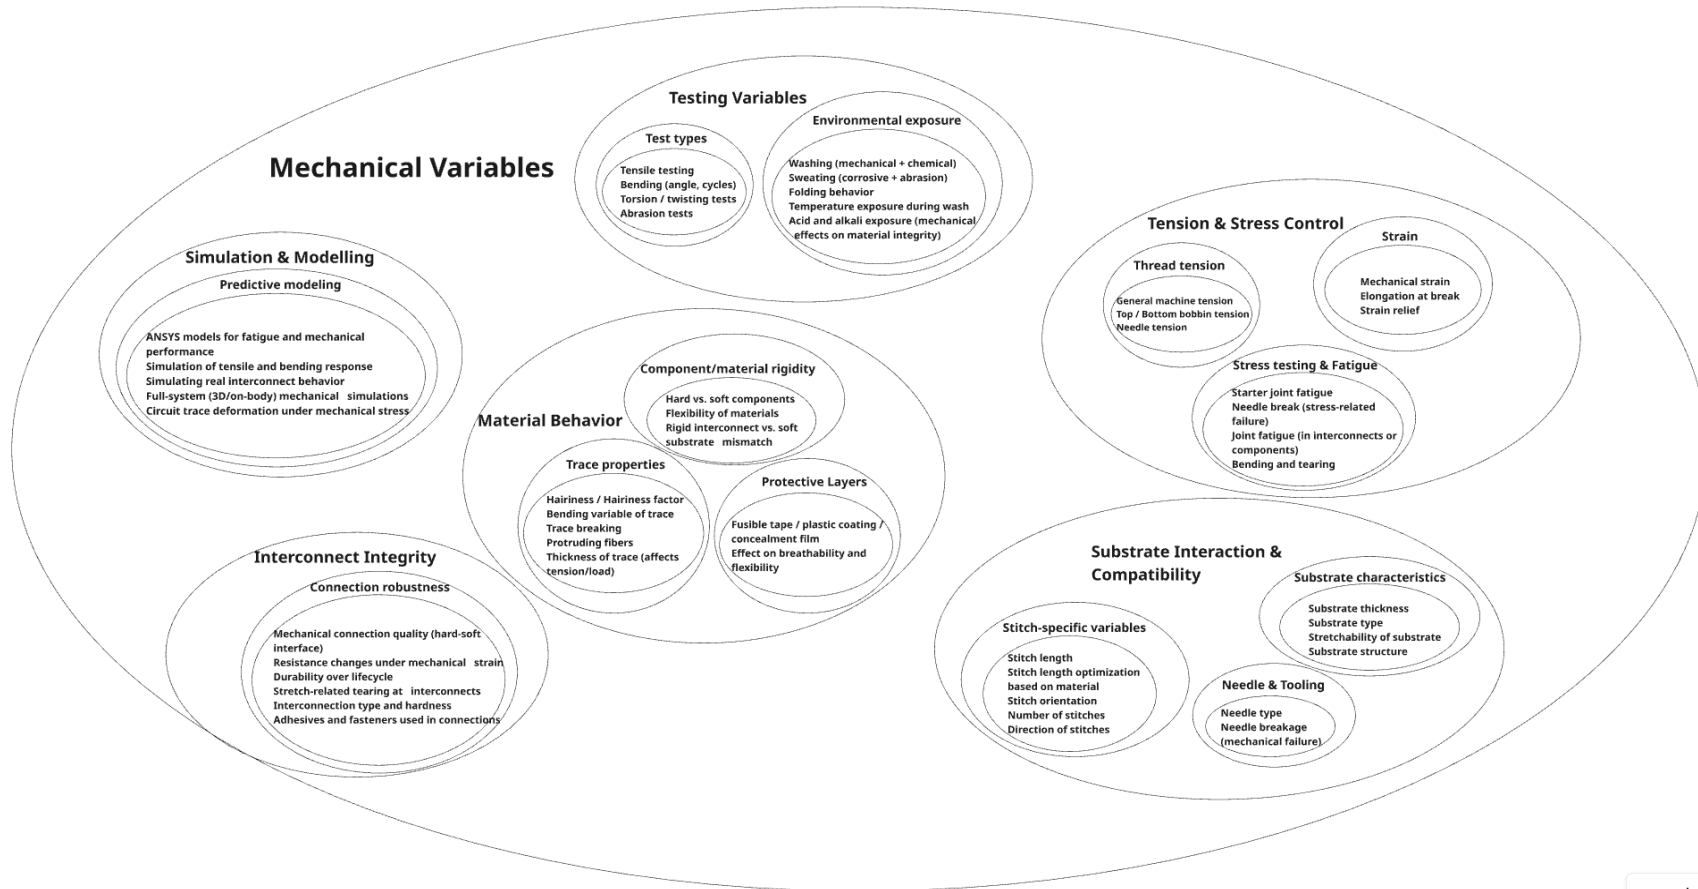 Mechanical Variables
Testing Variables
Test types
Tensile testing
Bending (angle, cycles)
Torsion / twisting tests
Abrasion tests
Environmental exposure
Washing (mechanical + chemical)
Sweating (corrosive + abrasion)
Folding behavior
Temperature exposure during wash
Acid and alkali exposure (mechanical
effects on material integrity)
Simulation & Modelling
Predictive modeling
ANSYS models for fatigue and mechanical
performance
Simulation of tensile and bending response
Simulating real interconnect behavior
Full-system (3D/on-body) mechanical simulations
Circuit trace deformation under mechanical stress
Tension & Stress Control
Thread tension
General machine tension
Top / Bottom bobbin tension
Needle tension
Strain
Mechanical strain
Elongation at break
Strain relief
Stress testing & Fatigue
Starter joint fatigue
Needle break (stress-related
failure)
Joint fatigue (in interconnects or
components)
Bending and tearing
Material Behavior
Component/material rigidity
Hard vs. soft components
Flexibility of materials
Rigid interconnect vs. soft
substrate mismatch
Trace properties
Hairiness / Hairiness factor
Bending variable of trace
Trace breaking
Protruding fibers
Thickness of trace (affects
tension/load)
Protective Layers
Fusible tape / plastic coating /
concealment film
Effect on breathability and
flexibility
Interconnect Integrity
Connection robustness
Mechanical connection quality (hard-soft
interface)
Resistance changes under mechanical strain
Durability over lifecycle
Stretch-related tearing at interconnects
Interconnection type and hardness
Adhesives and fasteners used in connections
Substrate Interaction &
Compatibility
Stitch-specific variables
Stitch length
Stitch length optimization
based on material
Stitch orientation
Number of stitches
Direction of stitches
Substrate characteristics
Substrate thickness
Substrate type
Stretchability of substrate
Substrate structure
Needle & Tooling
Needle type
Needle breakage
(mechanical failure)